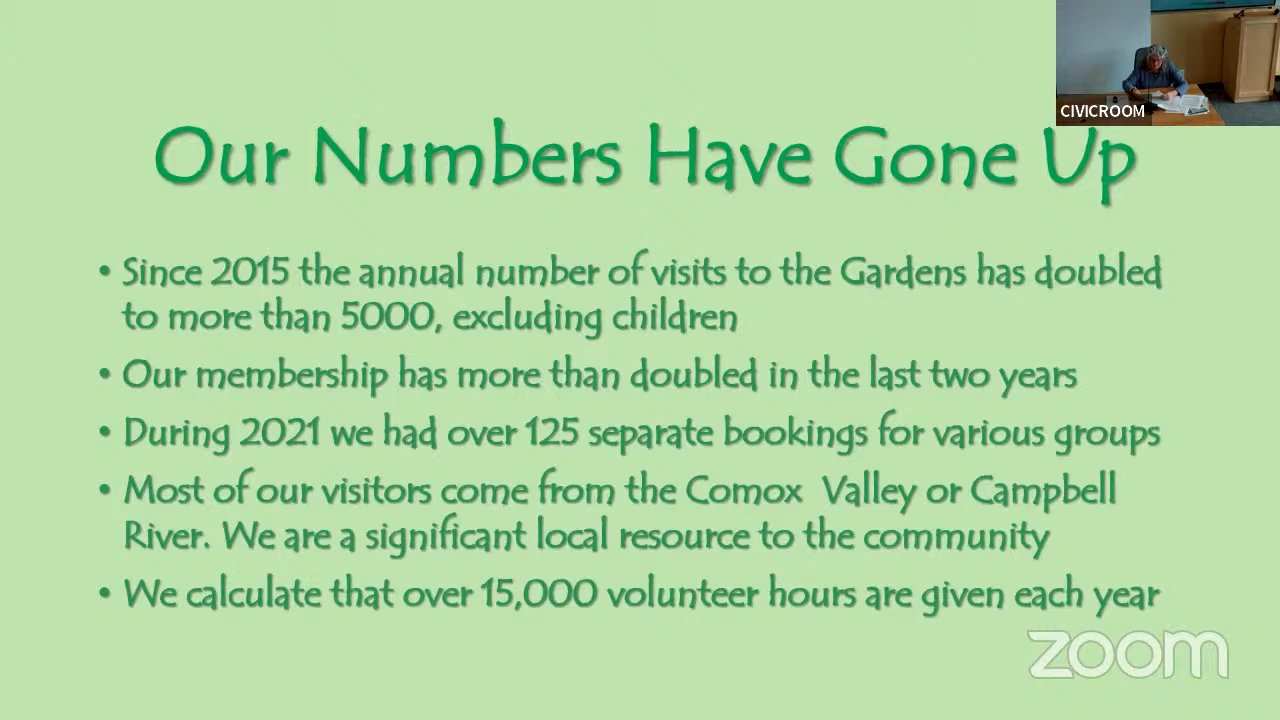 CIVICROOM
Our Numbers Have Gone Up
• Since 2015 the annual number of visits to the Gardens has doubled
to more than 5000, excluding children
• Our membership has more than doubled in the last two years
• During 2021 we had over 125 separate bookings for various groups
• Most of our visitors come from the Comox  Valley or Campbell
River. We are a significant local resource to the community
• We calculate that over 15,000 volunteer hours are given each year
zoom